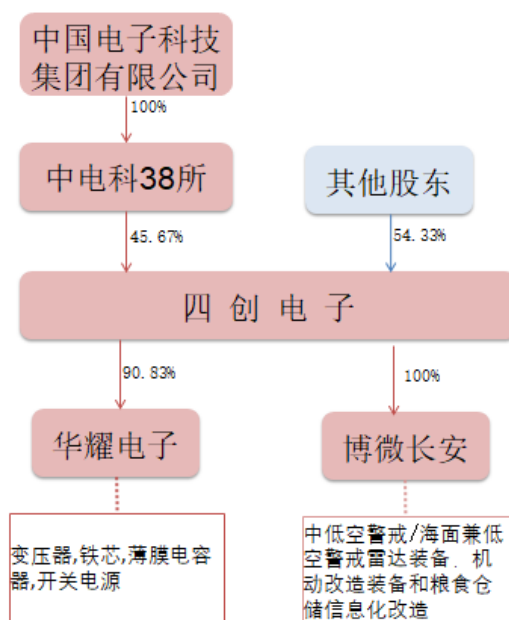 中国电子科技
集团有限公司
100%
中电科38所
其他股东
45.67%
54.33%
四 创 电 子
90.83%
100%
华耀电子
博微长安
变压器,铁芯,薄膜电容
器,开关电源
中低空警戒/海面兼低
空警戒雷达装备．机
动改造装备和粮食仓
储信息化改造